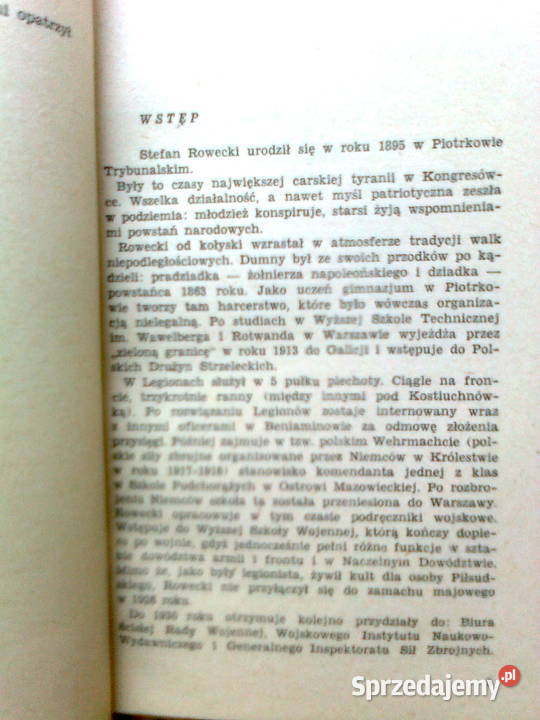 i opatrzył
WSTĘP
Stefan Rowecki urodził się w roku 1895 w Piotrkowie
Trybunalskim.
Były to czasy największej carskiej tyranii w Kongresów-
ce. Wszelka działalność, a nawet myśl patriotyczna zeszła
w podziemia: młodzież konspiruje, starsi żyją wspomnienia-
mi powstań narodowych.
Rowecki od kołyski wzrastał w atmosferze tradycji walk
niepodległościowych. Dumny był ze swoich przodków po ką-
dzieli: pradziadka — żołnierza napoleońskiego i dziadka —
powstańca 1863 roku. Jako uczeń gimnazjum w Piotrko-
wie tworzy tam harcerstwo, które było wówczas organiza-
cją nielegalną. Po studiach w Wyższej Szkole Technicznej
im. Wawelberga i Rotwanda w Warszawie wyjeżdża przez
„zieloną granicę" w roku 1913 do Galicji i wstępuje do Pol-
skich Drużyn Strzeleckich.
W Legionach służył w 5 pułku piechoty. Ciągle na fron-
cie, trzykrotnie ranny (między innymi pod Kostiuchnów-
ką). Po rozwiązaniu Legionów zostaje internowany wraz
z innymi oficerami w Beniaminowie za odmowę złożenia
przysięgi. Później zajmuje w tzw. polskim Wehrmachcie (pol-
skie siły zbrojne organizowane przez Niemców w Królestwie
w roku 1917-1918) stanowisko komendanta jednej z klas
w Szkole Podchorążych w Ostrowi Mazowieckiej. Po rozbro-
jeniu Niemców szkoła ta została przeniesiona do Warszawy.
Rowecki opracowuje w tym czasie podręczniki wojskowe.
Wstępuje do Wyższej Szkoły Wojennej, którą kończy dopie-
ro po wojnie, gdyż jednocześnie pełni różne funkcje w szta-
bie dowództwa armii i frontu i w Naczelnym Dowództwie.
Mimo że, jak były legionista, żywił kult dla osoby Piłsud-
skiego, Rowecki nie przyłączył się do zamachu majowego
w 1926 roku.
Do 1935 roku otrzymuje kolejno przydziały do: Biura
Ścisłej Rady Wojennej, Wojskowego Instytutu Naukowo-
Wydawniczego i Generalnego Inspektoratu Sił Zbrojnych.
Sprzedajemy.pl